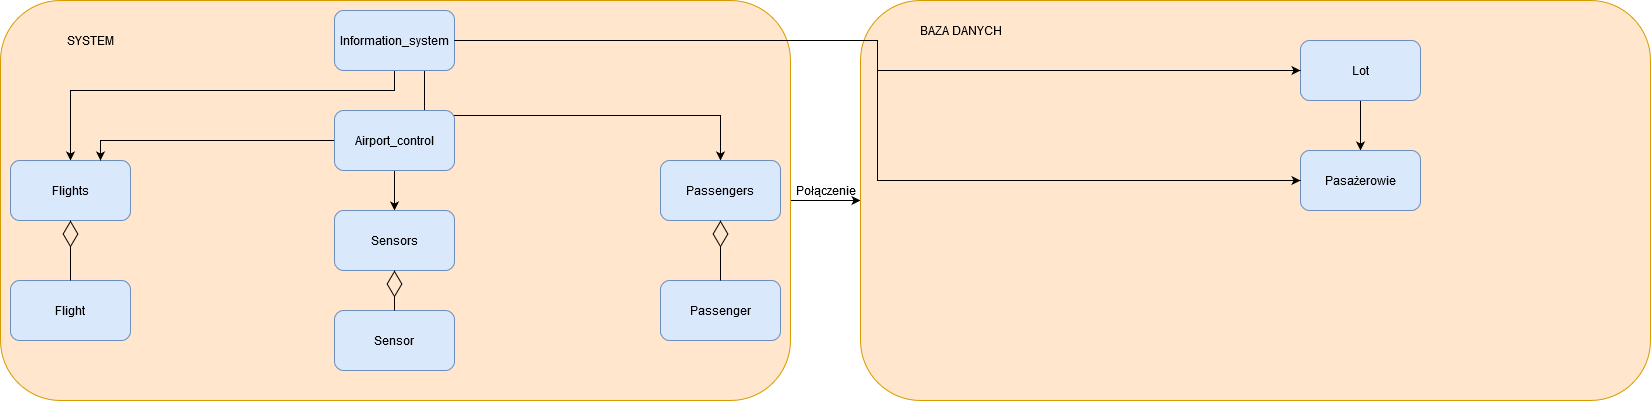 SYSTEM
Information_system
Airport_control
Flights
Sensors
Passengers
Flight
Sensor
Passenger
Połączenie
BAZA DANYCH
Lot
Pasażerowie